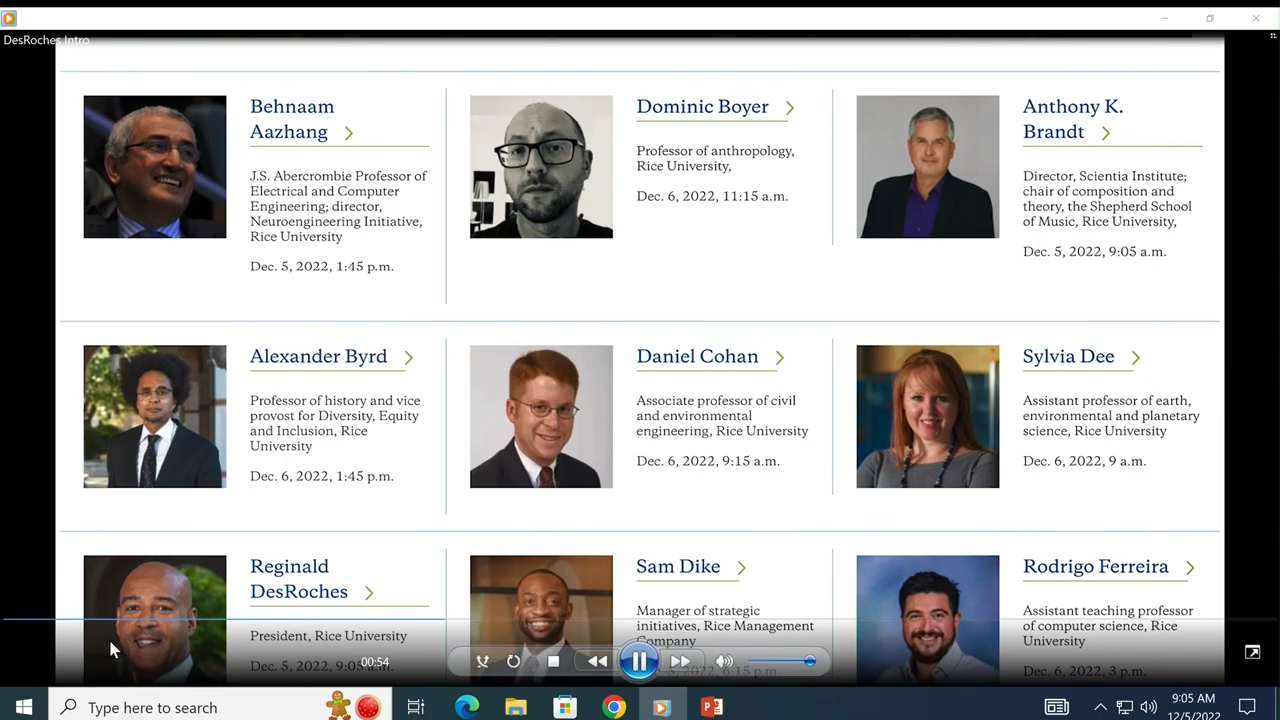 DesRoches Intro
Behnaam
Aazhang
J.S. Abercrombie Professor of
Electrical and Computer
Engineering; director,
Neuroengineering Initiative,
Rice University
Dec. 5, 2022, 1:45 p.m.
Dominic Boyer
Professor of anthropology,
Rice University,
Dec. 6, 2022, 11:15 a.m.
Anthony K.
Brandt
Director, Scientia Institute;
chair of composition and
theory, the Shepherd School
of Music, Rice University,
Dec. 5, 2022, 9:05 a.m.
Alexander Byrd
Professor of history and vice
provost for Diversity, Equity
and Inclusion, Rice
University
Dec. 6, 2022, 1:45 p.m.
Daniel Cohan
Associate professor of civil
and environmental
engineering, Rice University
Dec. 6, 2022, 9:15 a.m.
Sylvia Dee
Assistant professor of earth,
environmental and planetary
science, Rice University
Dec. 6, 2022, 9 a.m.
Reginald
DesRoches
President, Rice University
Dec. 5, 2022, 9:05 a.m.
Sam Dike
Manager of strategic
initiatives, Rice Management
Company
6:15 p.m.
Rodrigo Ferreira
Assistant teaching professor
of computer science, Rice
University
Dec. 6, 2022, 3 p.m.
00:54
Type here to search
9:05 AM
12/5/2022